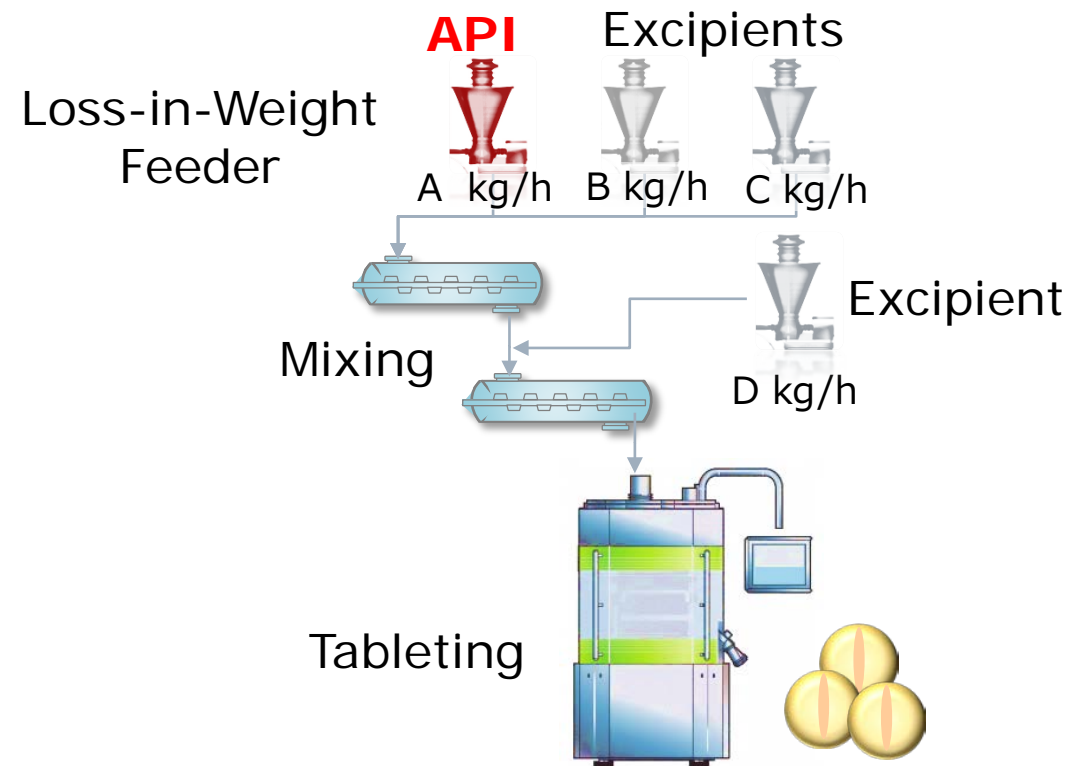 API
Excipients
Loss-in-Weight
Feeder
A kg/h
B kg/h
C kg/h
Excipient
Mixing
D kg/h
Tableting